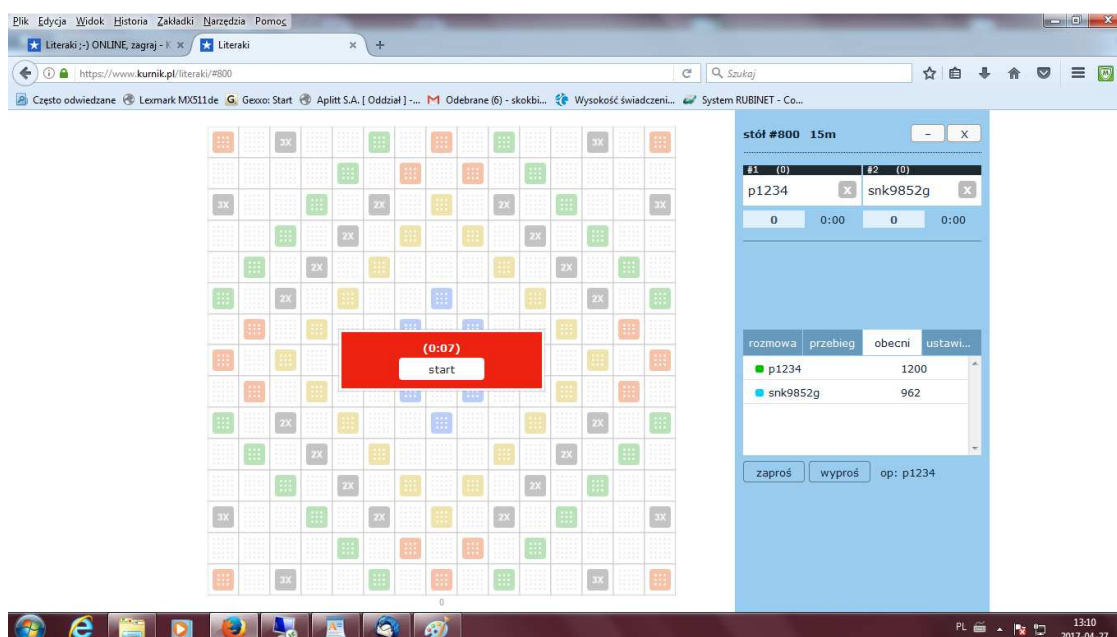 Plik Edycja Widok Historia Zakładki Narzędzia Pomoc
Literaki ;-) ONLINE, zagraj - K
Literaki
https://www.kurnik.pl/literaki/#800
Szukaj
Często odwiedzane Lexmark MX511de Gexxo: Start Aplitt S.A. [ Oddział ] -... Odebrane (6) - skokbi... Wysokość świadczeni... System RUBINET - Co...
stół #800 15m - X
#1 (0) #2 (0)
p1234 x snk9852g x
0 0:00 0 0:00
3X 3X
3X 2X 2X 3X
2X 2X
2X 2X
2X 2X
(0:07)
start
2X 2X
2X 2X
2X 2X
3X 2X 2X 3X
3X 3X
0
rozmowa przebieg obecni ustawi...
p1234 1200
snk9852g 962
zaproś wyproś op: p1234
PL 13:10
2017-04-27